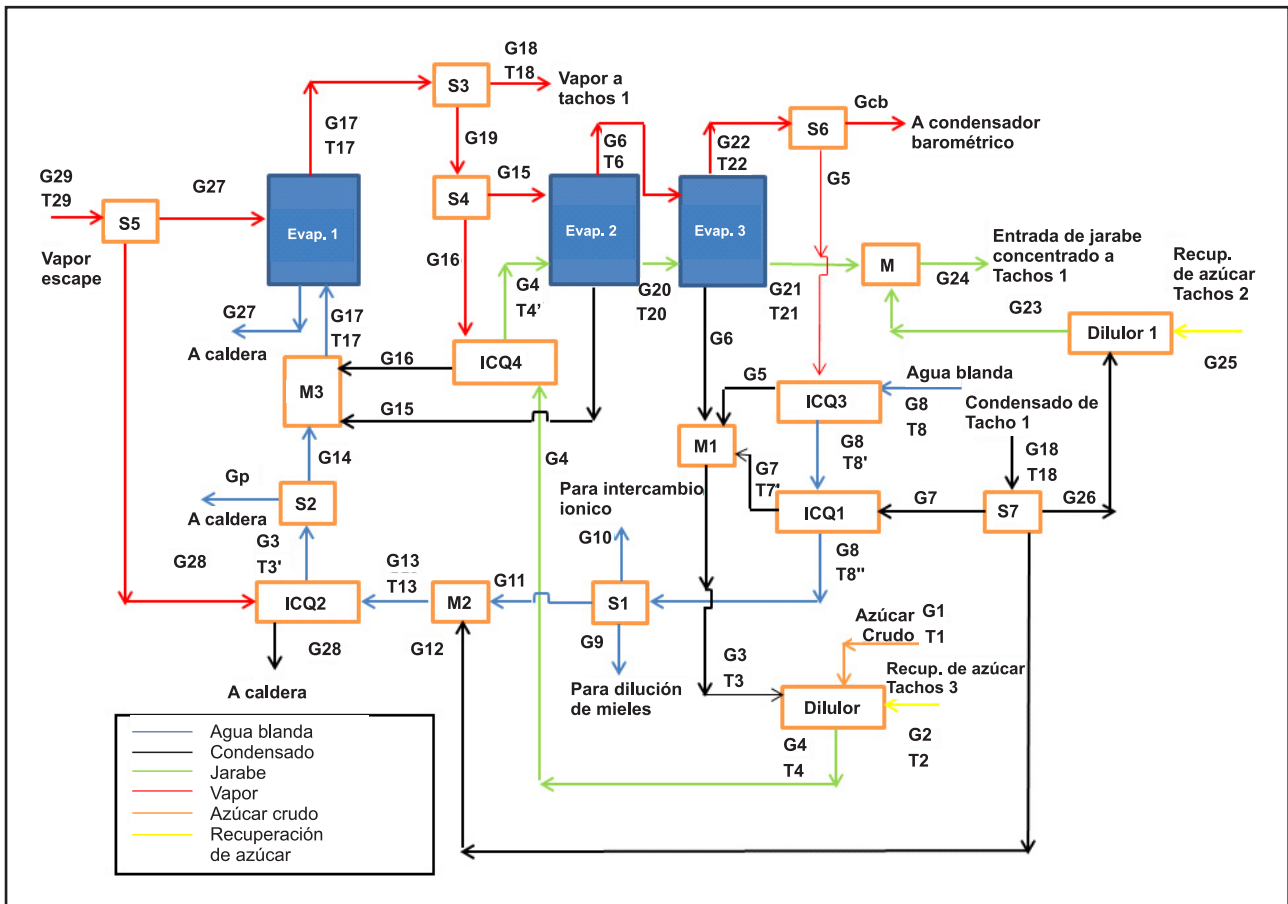 G18
T18
Vapor a
tachos 1
S3
G17
T17
G19
G6
T6
G22
T22
S6
Gcb
A condensador
barométrico
G5
G29
T29
S5
G27
Vapor
escape
Evap. 1
S4
G15
Evap. 2
Evap. 3
G16
G4
T4'
G20
T20
G21
T21
M
G24
Entrada de jarabe
concentrado a
Tachos 1
Recup.
de azúcar
Tachos 2
G23
Dilulor 1
G25
G27
A caldera
G17
T17
M3
G16
ICQ4
G15
G6
G5
ICQ3
Agua blanda
G8
T8
Condensado de
Tacho 1
G18
T18
M1
G8
T8'
G14
G4
G7
T7'
ICQ1
G7
S7
G26
Gp
A caldera
S2
Para intercambio
ionico
G10
G8
T8"
G28
G3
T3'
ICQ2
G13
T13
M2
G11
S1
G9
G12
G28
A caldera
Para dilución
de mieles
G3
T3
Azúcar
Crudo
G1
T1
Recup. de azúcar
Tachos 3
Dilulor
G2
T2
G4
T4
Agua blanda
Condensado
Jarabe
Vapor
Azúcar crudo
Recuperación
de azúcar